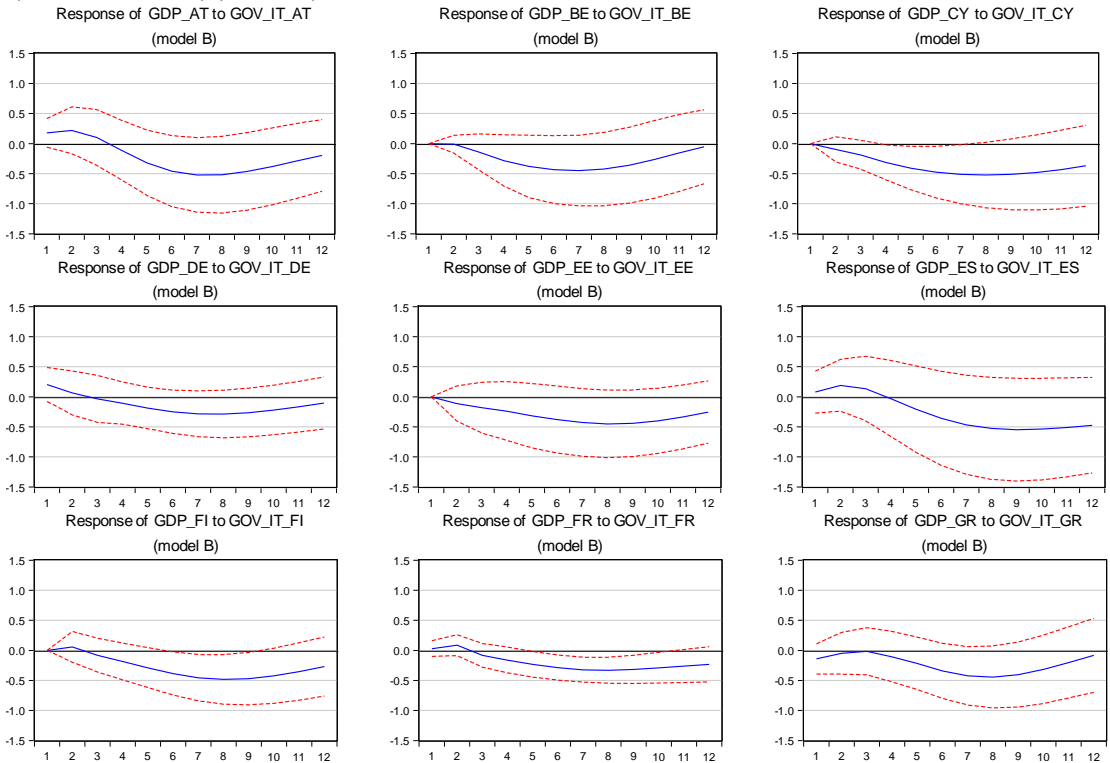 Response of GDP_AT to GOV_IT_AT
(model B)
1.5
1.0
0.5
0.0
-0.5
-1.0
-1.5
1 2 3 4 5 6 7 8 9 10 11 12
Response of GDP_BE to GOV_IT_BE
(model B)
1.5
1.0
0.5
0.0
-0.5
-1.0
-1.5
1 2 3 4 5 6 7 8 9 10 11 12
Response of GDP_CY to GOV_IT_CY
(model B)
1.5
1.0
0.5
0.0
-0.5
-1.0
-1.5
1 2 3 4 5 6 7 8 9 10 11 12
Response of GDP_DE to GOV_IT_DE
(model B)
1.5
1.0
0.5
0.0
-0.5
-1.0
-1.5
1 2 3 4 5 6 7 8 9 10 11 12
Response of GDP_EE to GOV_IT_EE
(model B)
1.5
1.0
0.5
0.0
-0.5
-1.0
-1.5
1 2 3 4 5 6 7 8 9 10 11 12
Response of GDP_ES to GOV_IT_ES
(model B)
1.5
1.0
0.5
0.0
-0.5
-1.0
-1.5
1 2 3 4 5 6 7 8 9 10 11 12
Response of GDP_FI to GOV_IT_FI
(model B)
1.5
1.0
0.5
0.0
-0.5
-1.0
-1.5
1 2 3 4 5 6 7 8 9 10 11 12
Response of GDP_FR to GOV_IT_FR
(model B)
1.5
1.0
0.5
0.0
-0.5
-1.0
-1.5
1 2 3 4 5 6 7 8 9 10 11 12
Response of GDP_GR to GOV_IT_GR
(model B)
1.5
1.0
0.5
0.0
-0.5
-1.0
-1.5
1 2 3 4 5 6 7 8 9 10 11 12